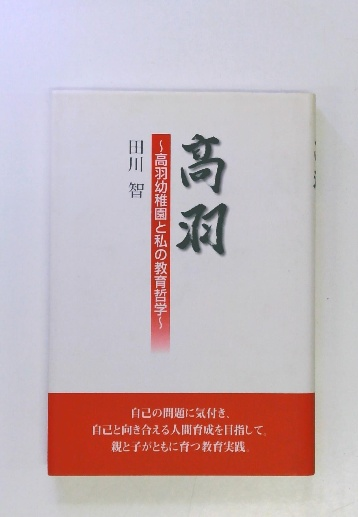 高羽
～高羽幼稚園と私の教育哲学～
田川 智
自己の問題に気付き、
自己と向き合える人間育成を目指して。
親と子がともに育つ教育実践。